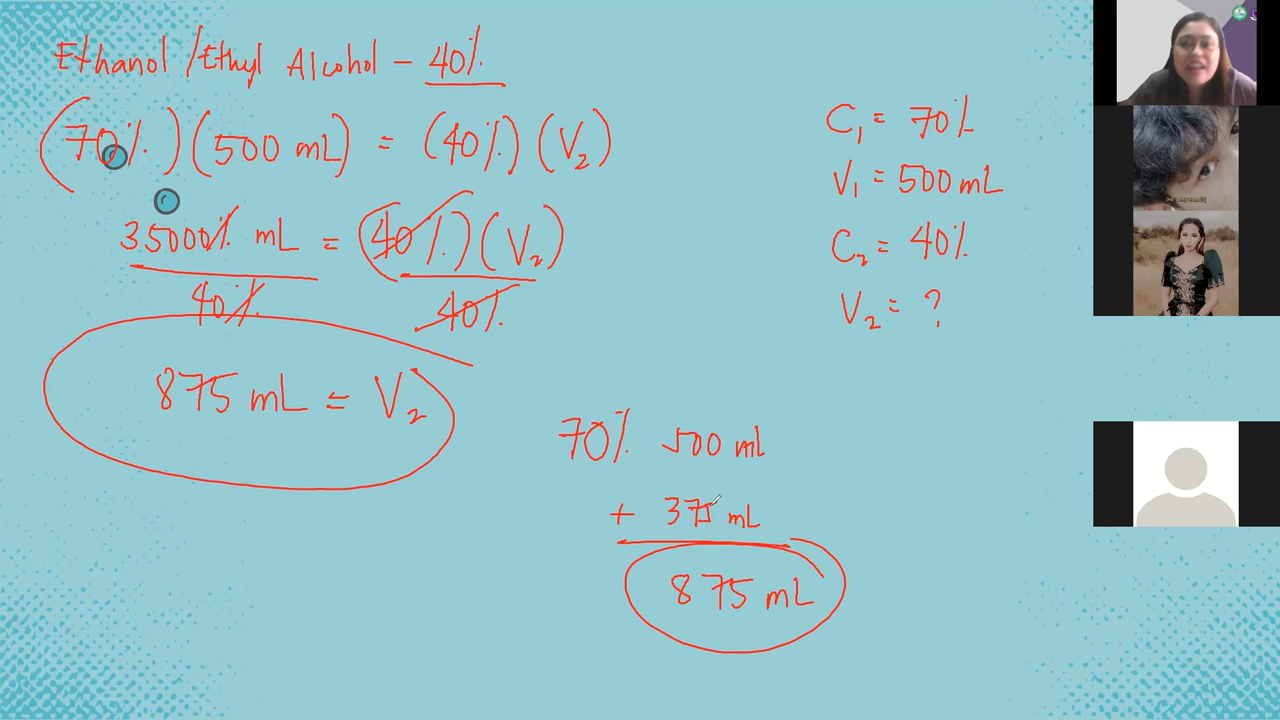 Ethanol/Ethyl Alcohol - 40%
(70%)(500 mL) = (40%)(V₂)
35000% mL = (40%)(V₂)
40% 40%
875 mL = V₂
C₁ = 70%
V₁ = 500 mL
C₂ = 40%
V₂ = ?
70% 500 ml
+ 375 mL
875 mL